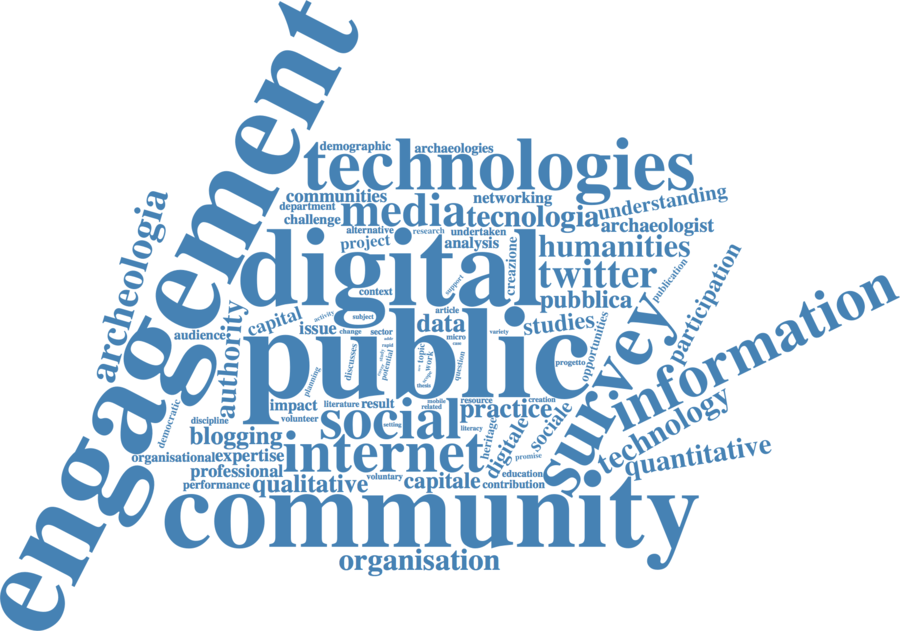 engagement
demographic
archaeologies
technologies
communities
networking
understanding
department
media
tecnologia
challenge
archaeologist
archeologia
alternative
research
undertaken
project
analysis
creazione
humanities
digital
twitter
publication
participation
context
support
pubblica
information
article
capital
activity
subject
data
studies
opportunities
survey
audience
authority
issue
change
sector
micro
case
variety
public
discusses
rapid
study
potential
topic
work
thesis
question
progetto
planning
impact
literature
result
mobile
related
resource
creation
practice
democratic
discipline
volunteer
social
setting
literacy
heritage
digitale
sociale
technology
blogging
internet
promise
organisational
expertise
quantitative
professional
voluntary
education
performance
qualitative
capitale
contribution
community
organisation